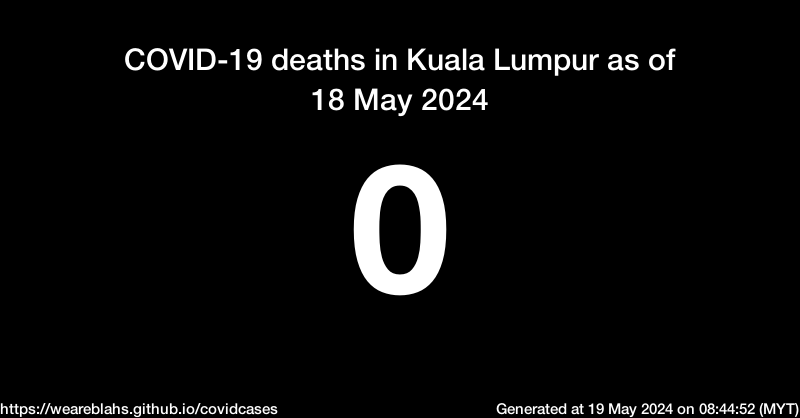 COVID-19 deaths in Kuala Lumpur as of
18 May 2024
0
https://weareblahs.github.io/covidcases
Generated at 19 May 2024 on 08:44:52 (MYT)